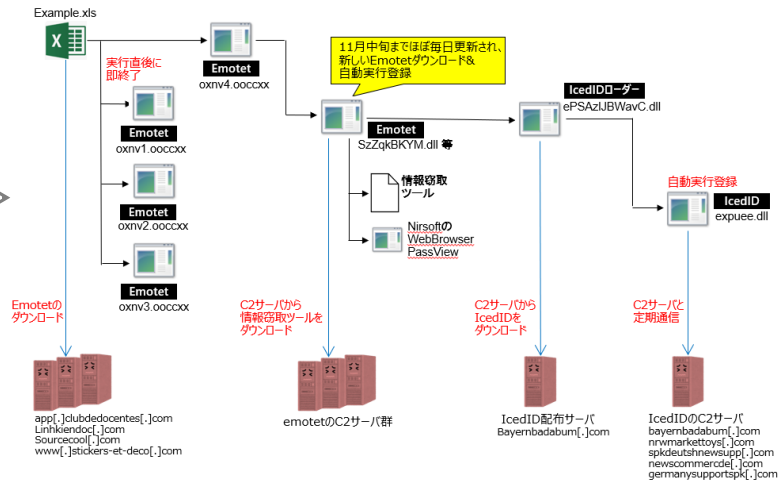 Example.xls
実行直後に
即終了
Emotet
oxnv1.ooccxx
Emotet
oxnv2.ooccxx
Emotet
oxnv3.ooccxx
Emotet
oxnv4.ooccxx
11月中旬までほぼ毎日更新され、
新しいEmotetダウンロード&
自動実行登録
Emotet
SzZqkBKYM.dll 等
情報窃取
ツール
Nirsoftの
WebBrowser
PassView
IcedIDローダー
ePSAzlJBWavC.dll
自動実行登録
IcedID
expuee.dll
Emotetの
ダウンロード
C2サーバから
情報窃取ツールを
ダウンロード
C2サーバから
IcedIDを
ダウンロード
C2サーバと
定期通信
app[.]clubdedocentes[.]com
Linhkiendoc[.]com
Sourcecool[.]com
www[.]stickers-et-deco[.]com
emotetのC2サーバ群
IcedID配布サーバ
Bayernbadabum[.]com
IcedIDのC2サーバ
bayernbadabum[.]com
nrwmarkettoys[.]com
spkdeutshnewsupp[.]com
newscommercde[.]com
germanysupportspk[.]com